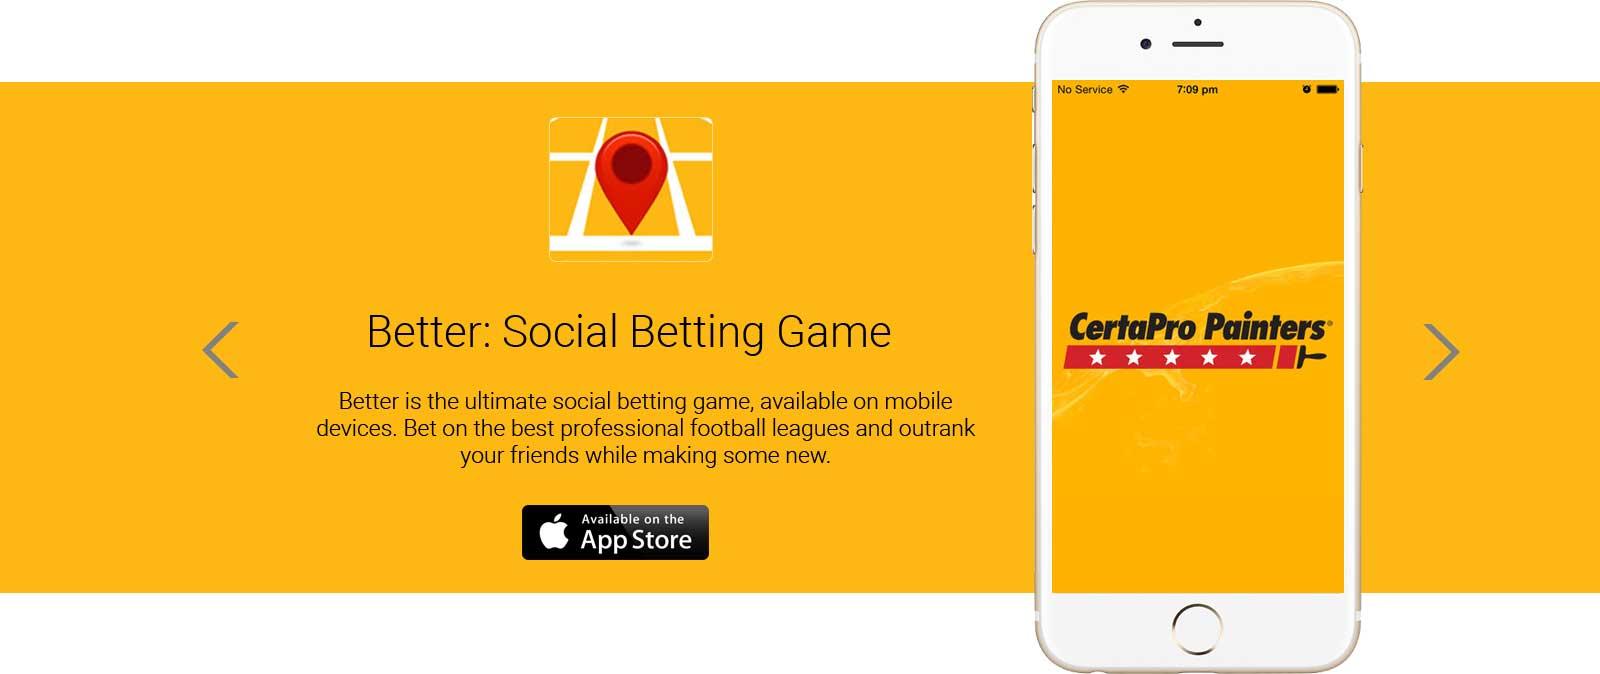 Better: Social Betting Game
Better is the ultimate social betting game, available on mobile
devices. Bet on the best professional football leagues and outrank
your friends while making some new.
Available on the
App Store
No Service 7:09 pm
CertaPro Painters®